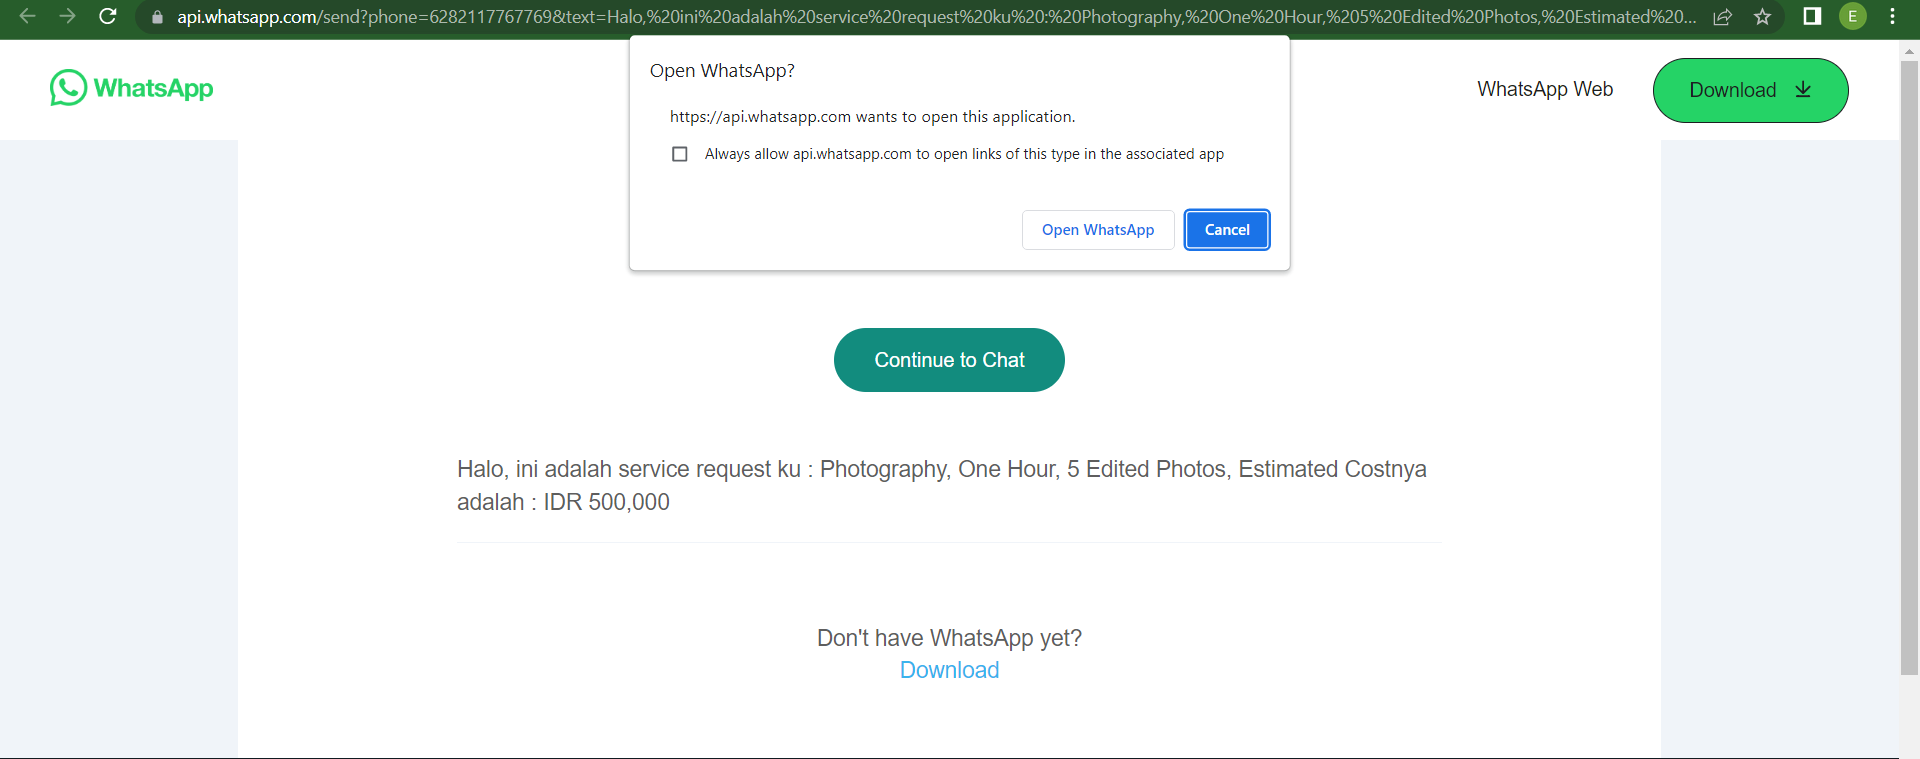 api.whatsapp.com/send?phone=6282117767769&text=Halo,%20ini%20adalah%20service%20request%20ku%20:%20Photography,%20One%20Hour,%205%20Edited%20Photos,%20Estimated%20...
E
WhatsApp
WhatsApp Web
Download
Open WhatsApp?
https://api.whatsapp.com wants to open this application.
Always allow api.whatsapp.com to open links of this type in the associated app
Open WhatsApp
Cancel
Continue to Chat
Halo, ini adalah service request ku : Photography, One Hour, 5 Edited Photos, Estimated Costnya
adalah : IDR 500,000
Don't have WhatsApp yet?
Download